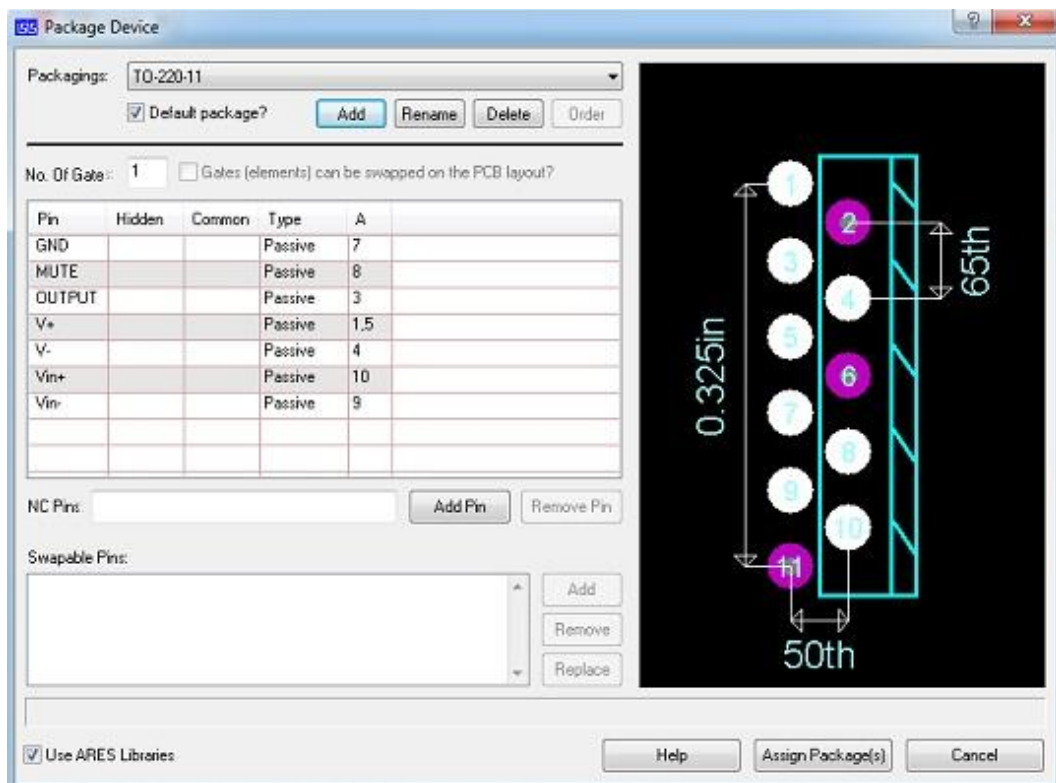 ISIS Package Device
Packagings: TO-220-11
Default package? Add Rename Delete Order
No. Of Gates: 1 Gates (elements) can be swapped on the PCB layout?
Pin Hidden Common Type A
GND Passive 7
MUTE Passive 8
OUTPUT Passive 3
V+ Passive 1,5
V- Passive 4
Vin+ Passive 10
Vin- Passive 9
NC Pins: Add Pin Remove Pin
Swapable Pins:
Add
Remove
Replace
Use ARES Libraries Help Assign Package(s) Cancel
1
2
3
4
5
6
7
8
9
10
11
0.325in
65th
50th